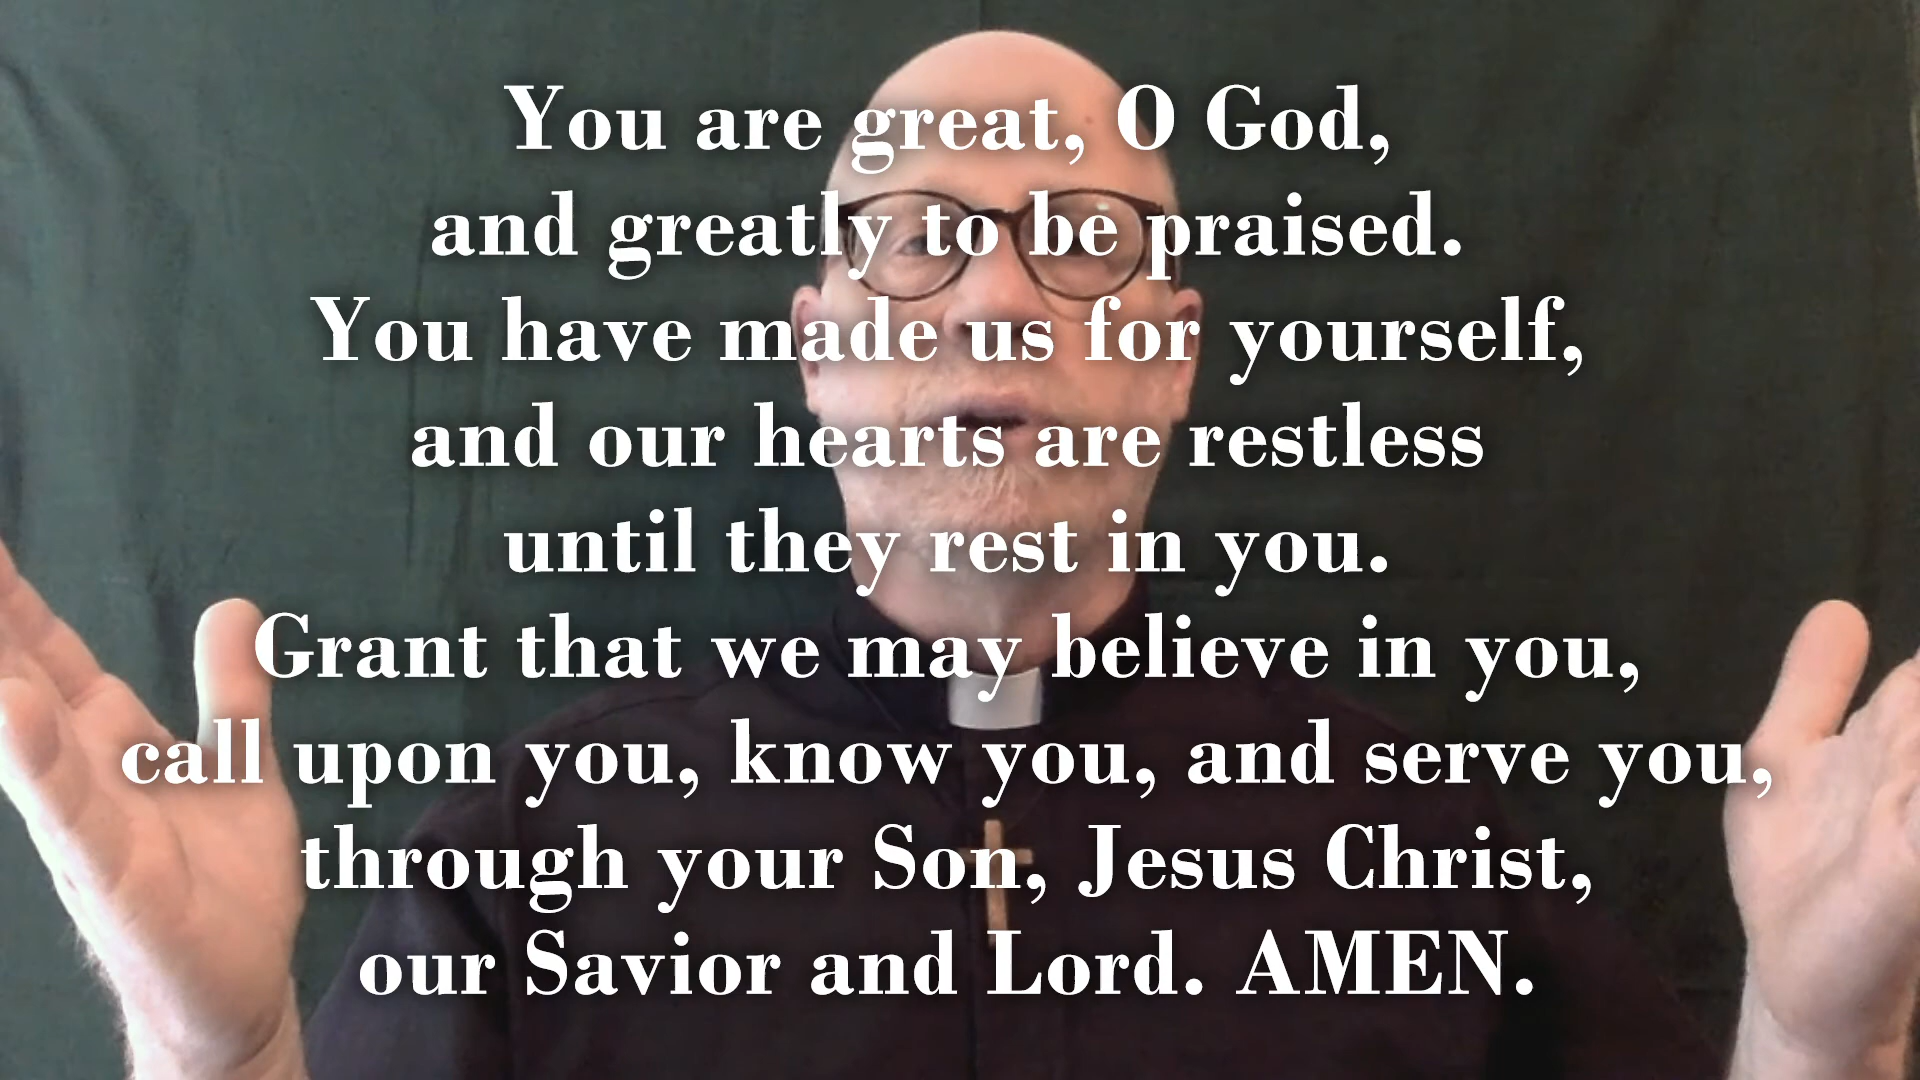 You are great, O God,
and greatly to be praised.
You have made us for yourself,
and our hearts are restless
until they rest in you.
Grant that we may believe in you,
call upon you, know you, and serve you,
through your Son, Jesus Christ,
our Savior and Lord. AMEN.